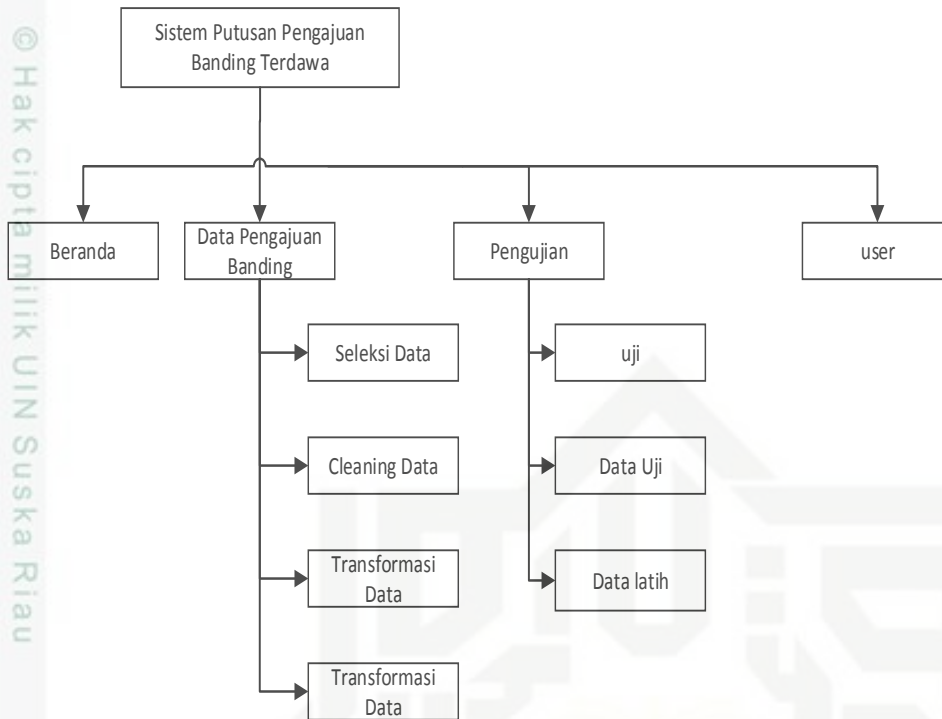 © Hak cipta milik UIN Suska Riau
Sistem Putusan Pengajuan
Banding Terdawa
Beranda
Data Pengajuan
Banding
Pengujian
user
Seleksi Data
uji
Cleaning Data
Data Uji
Transformasi
Data
Data latih
Transformasi
Data